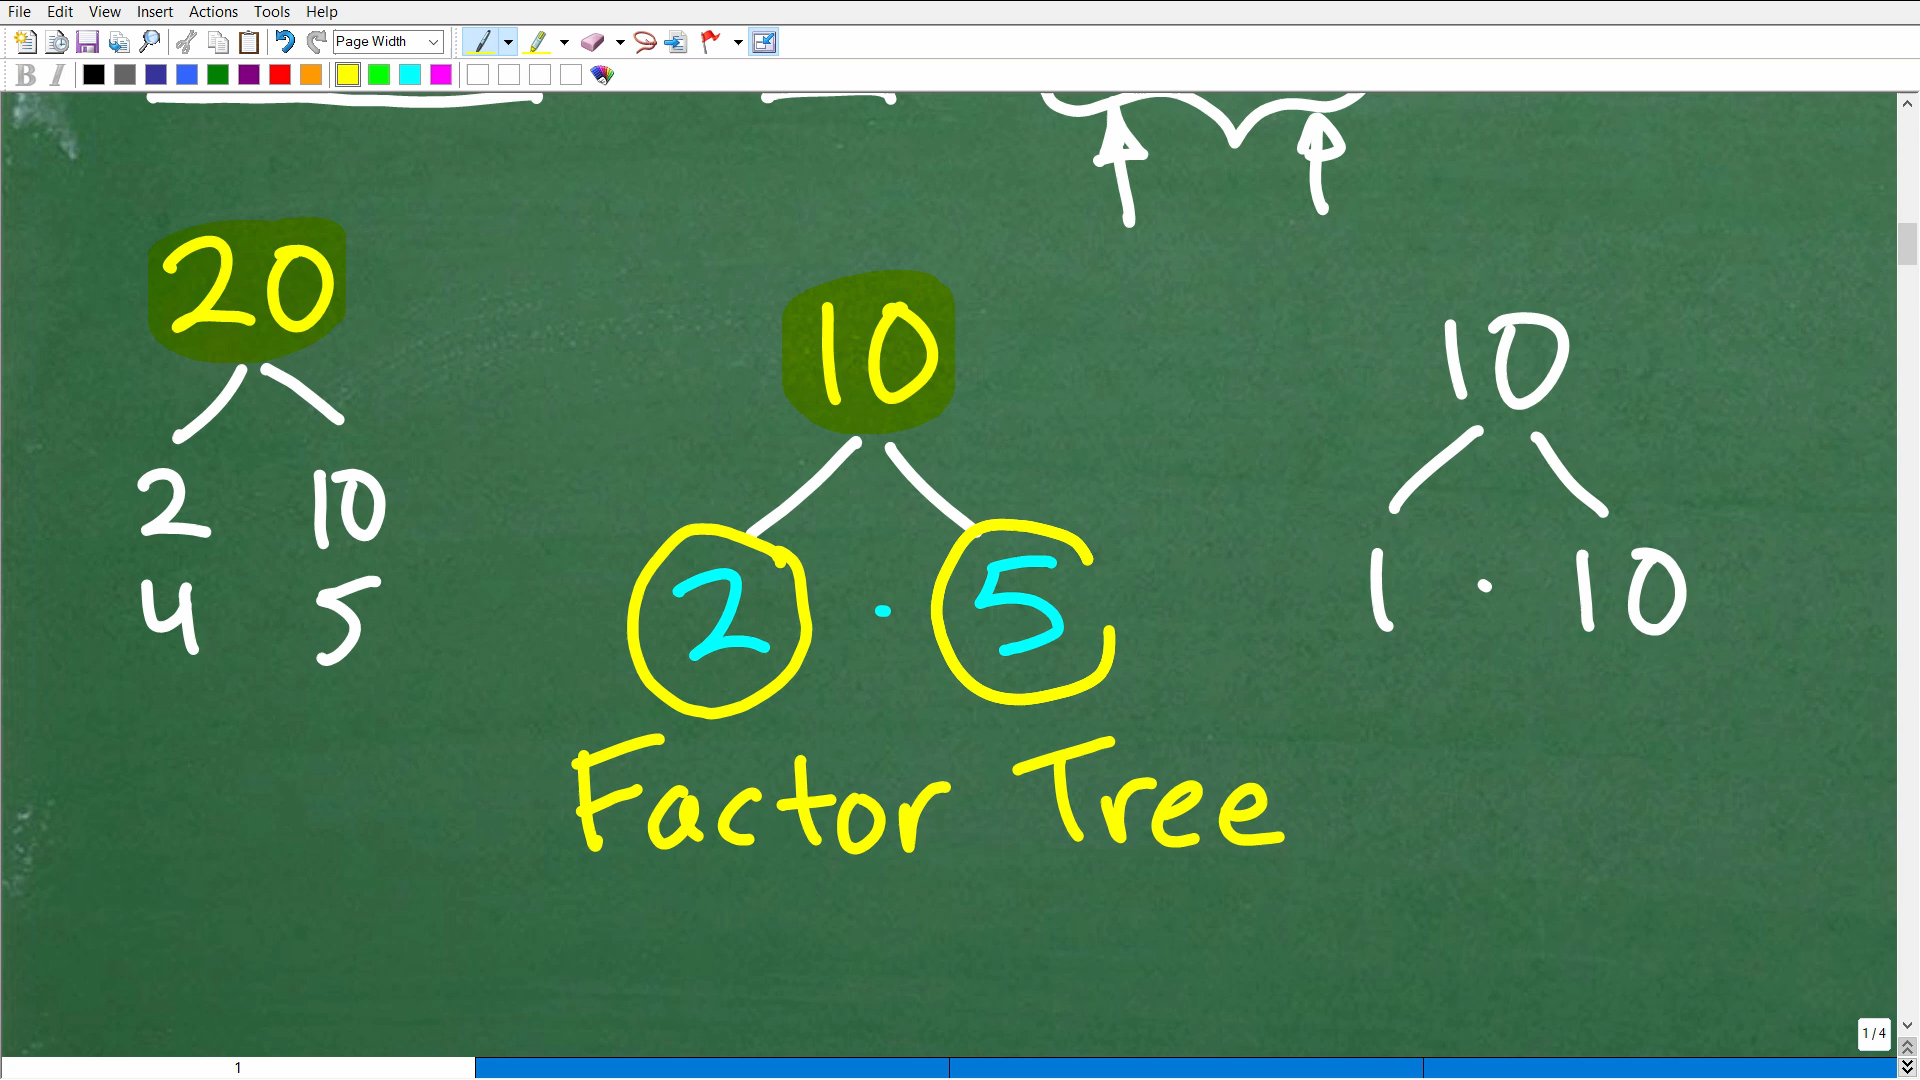 File Edit View Insert Actions Tools Help
Page Width
B I
20
2 10
4 5
10
2 · 5
10
1 · 10
Factor Tree
1 / 4
1